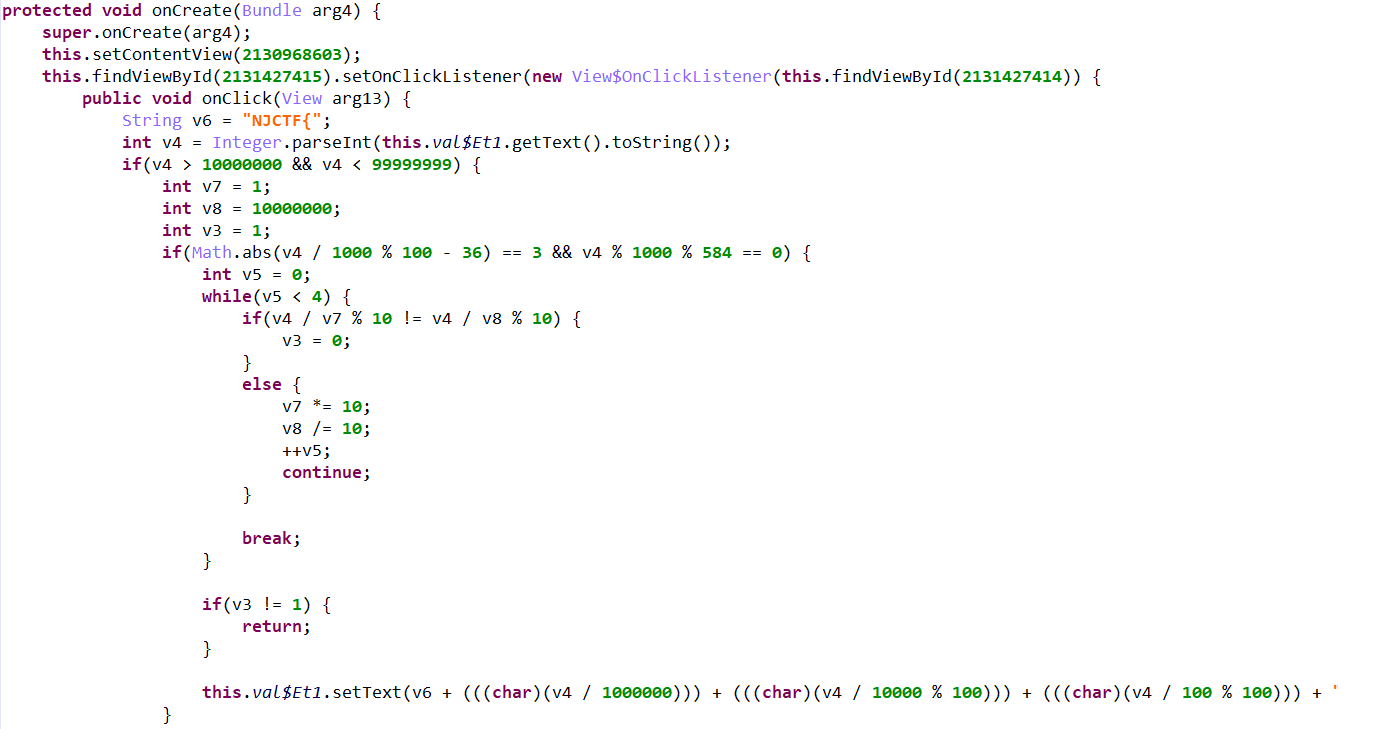 protected void onCreate(Bundle arg4) {
    super.onCreate(arg4);
    this.setContentView(2130968603);
    this.findViewById(2131427415).setOnClickListener(new View$OnClickListener(this.findViewById(2131427414)) {
        public void onClick(View arg13) {
            String v6 = "NJCTF{";
            int v4 = Integer.parseInt(this.val$Et1.getText().toString());
            if(v4 > 10000000 && v4 < 99999999) {
                int v7 = 1;
                int v8 = 10000000;
                int v3 = 1;
                if(Math.abs(v4 / 1000 % 100 - 36) == 3 && v4 % 1000 % 584 == 0) {
                    int v5 = 0;
                    while(v5 < 4) {
                        if(v4 / v7 % 10 != v4 / v8 % 10) {
                            v3 = 0;
                        }
                        else {
                            v7 *= 10;
                            v8 /= 10;
                            ++v5;
                            continue;
                        }
                        break;
                    }
                    if(v3 != 1) {
                        return;
                    }
                    this.val$Et1.setText(v6 + (((char)(v4 / 1000000))) + (((char)(v4 / 10000 % 100))) + (((char)(v4 / 100 % 100))) + '
                }